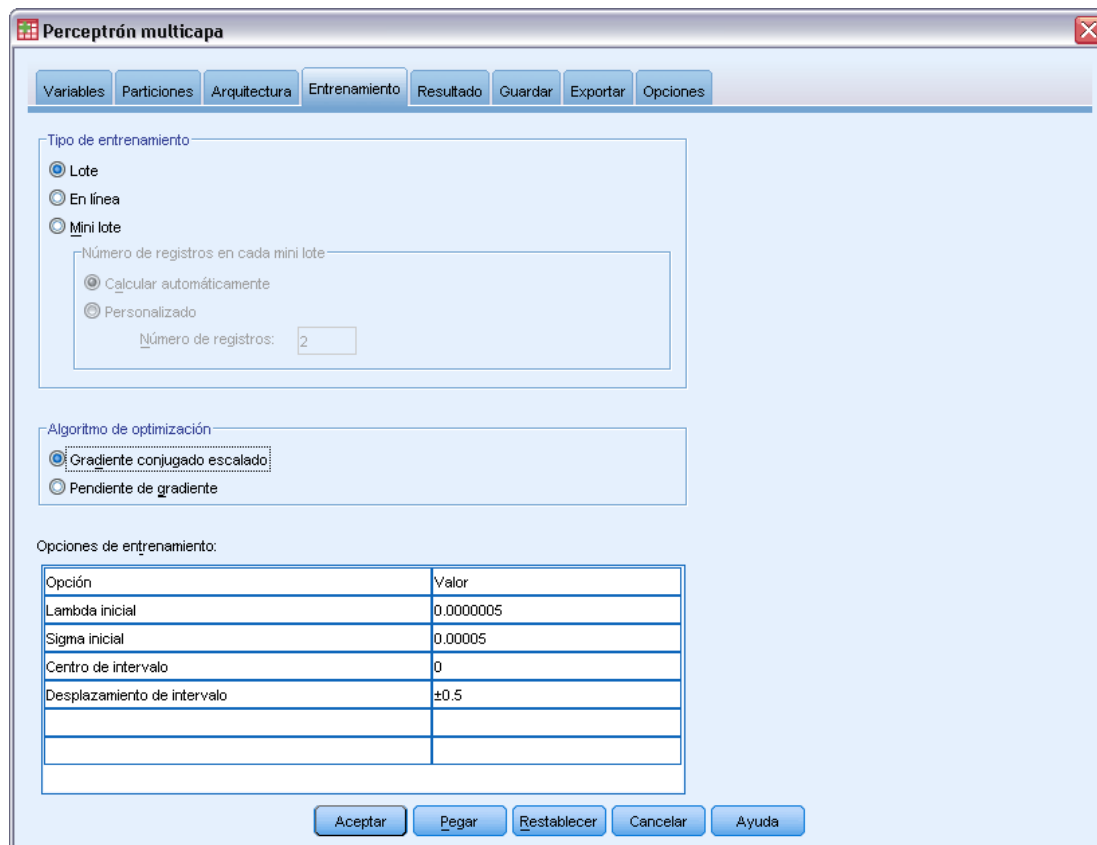 Perceptrón multicapa
Variables Particiones Arquitectura Entrenamiento Resultado Guardar Exportar Opciones
Tipo de entrenamiento
Lote
En línea
Mini lote
Número de registros en cada mini lote
Calcular automáticamente
Personalizado
Número de registros: 2
Algoritmo de optimización
Gradiente conjugado escalado
Pendiente de gradiente
Opciones de entrenamiento:
Opción Valor
Lambda inicial 0.0000005
Sigma inicial 0.00005
Centro de intervalo 0
Desplazamiento de intervalo ±0.5
Aceptar Pegar Restablecer Cancelar Ayuda